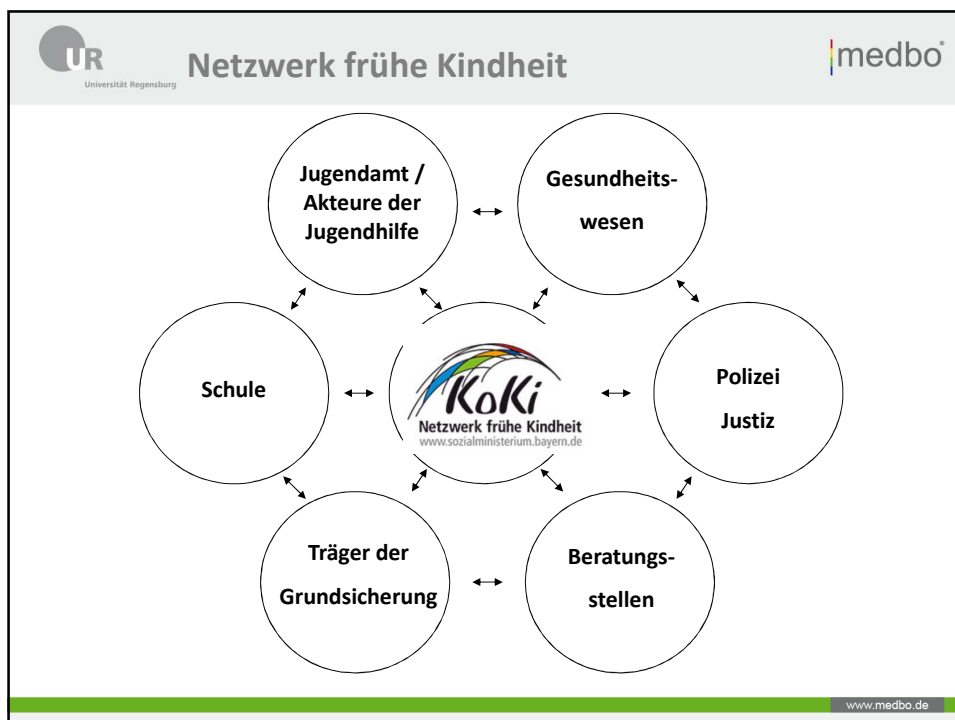 UR
Universität Regensburg
Netzwerk frühe Kindheit
medbo
Jugendamt /
Akteure der
Jugendhilfe
Gesundheits-
wesen
Schule
KoKi
Netzwerk frühe Kindheit
www.sozialministerium.bayern.de
Polizei
Justiz
Träger der
Grundsicherung
Beratungs-
stellen
www.medbo.de